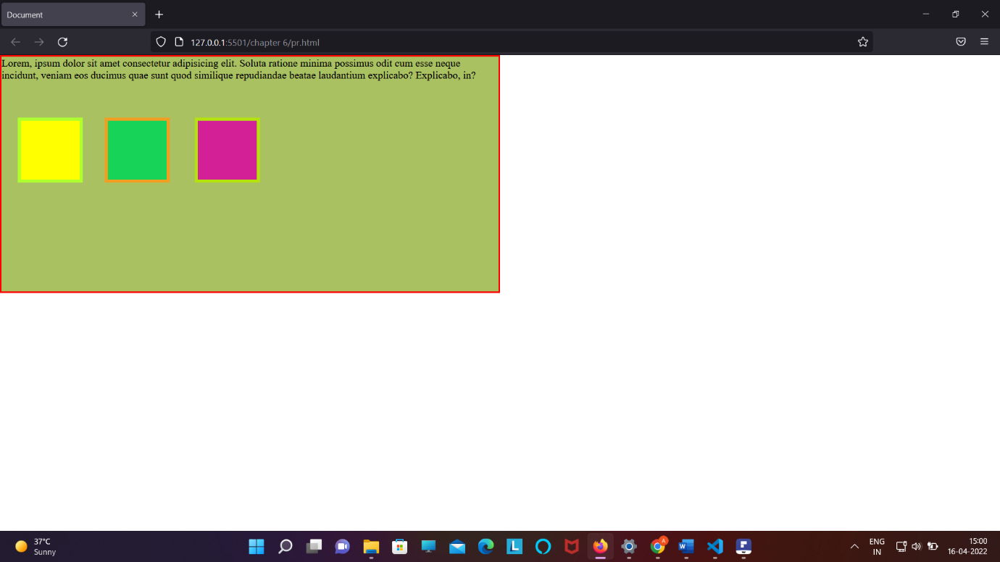 Document
127.0.0.1:5501/chapter 6/pr.html
Lorem, ipsum dolor sit amet consectetur adipisicing elit. Soluta ratione minima possimus odit cum esse neque
incidunt, veniam eos ducimus quae sunt quod similique repudiandae beatae laudantium explicabo? Explicabo, in?
37°C
Sunny
L
A
W
ENG
IN
15:00
16-04-2022